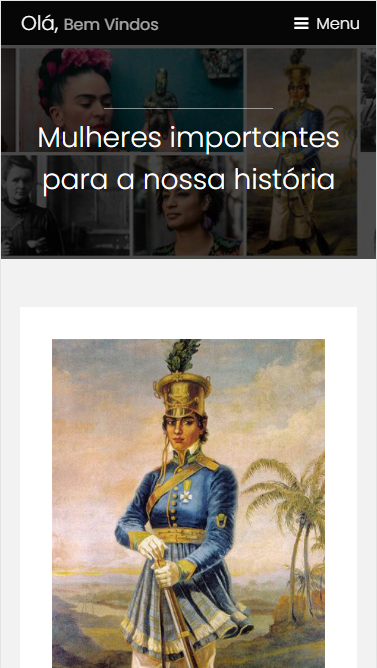 Olá, Bem Vindos
Menu
Mulheres importantes
para a nossa história